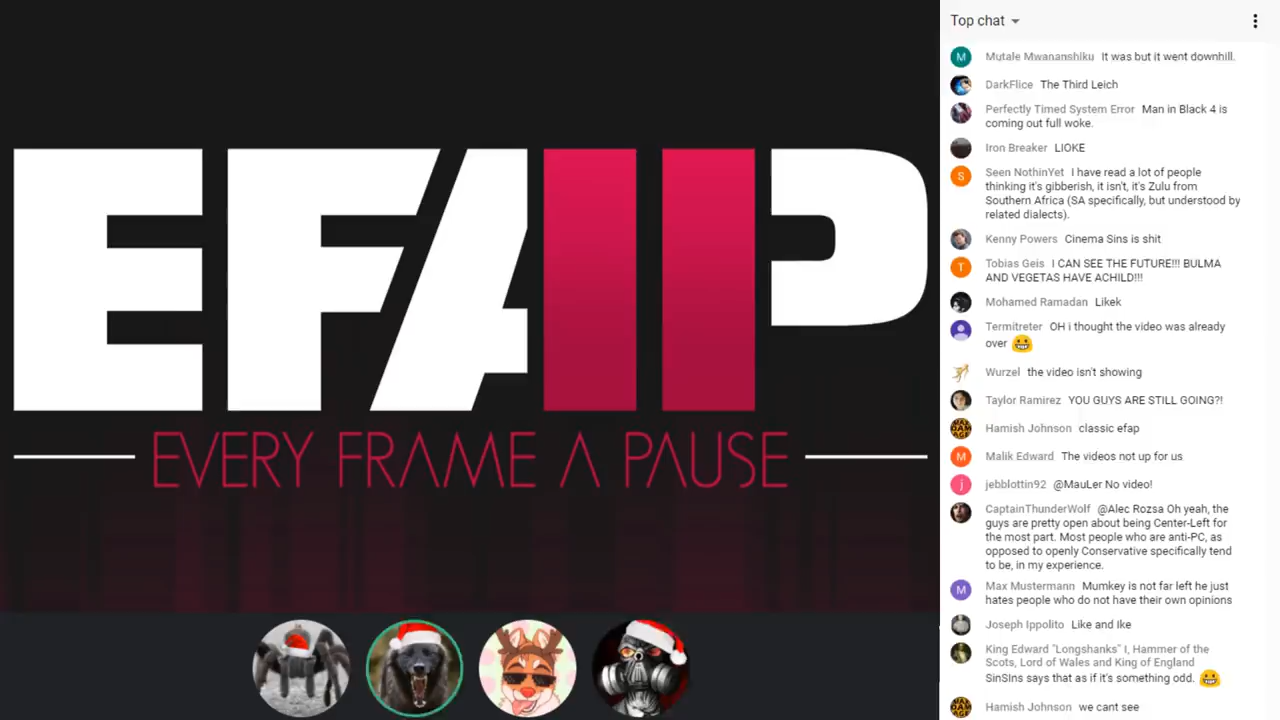 EFAP
EVERY FRAME A PAUSE
Top chat
M Mutale Mwananshiku It was but it went downhill.
DarkFlice The Third Leich
Perfectly Timed System Error Man in Black 4 is
coming out full woke.
Iron Breaker LIOKE
S Seen NothinYet I have read a lot of people
thinking it's gibberish, it isn't, it's Zulu from
Southern Africa (SA specifically, but understood by
related dialects).
Kenny Powers Cinema Sins is shit
T Tobias Geis I CAN SEE THE FUTURE!!! BULMA
AND VEGETAS HAVE ACHILD!!!
Mohamed Ramadan Likek
Termitreter OH i thought the video was already
over
Wurzel the video isn't showing
Taylor Ramirez YOU GUYS ARE STILL GOING?!
Hamish Johnson classic efap
M Malik Edward The videos not up for us
j jebblottin92 @MauLer No video!
CaptainThunderWolf @Alec Rozsa Oh yeah, the
guys are pretty open about being Center-Left for
the most part. Most people who are anti-PC, as
opposed to openly Conservative specifically tend
to be, in my experience.
M Max Mustermann Mumkey is not far left he just
hates people who do not have their own opinions
Joseph Ippolito Like and Ike
King Edward "Longshanks" I, Hammer of the
Scots, Lord of Wales and King of England
SinSIns says that as if it's something odd.
Hamish Johnson we cant see